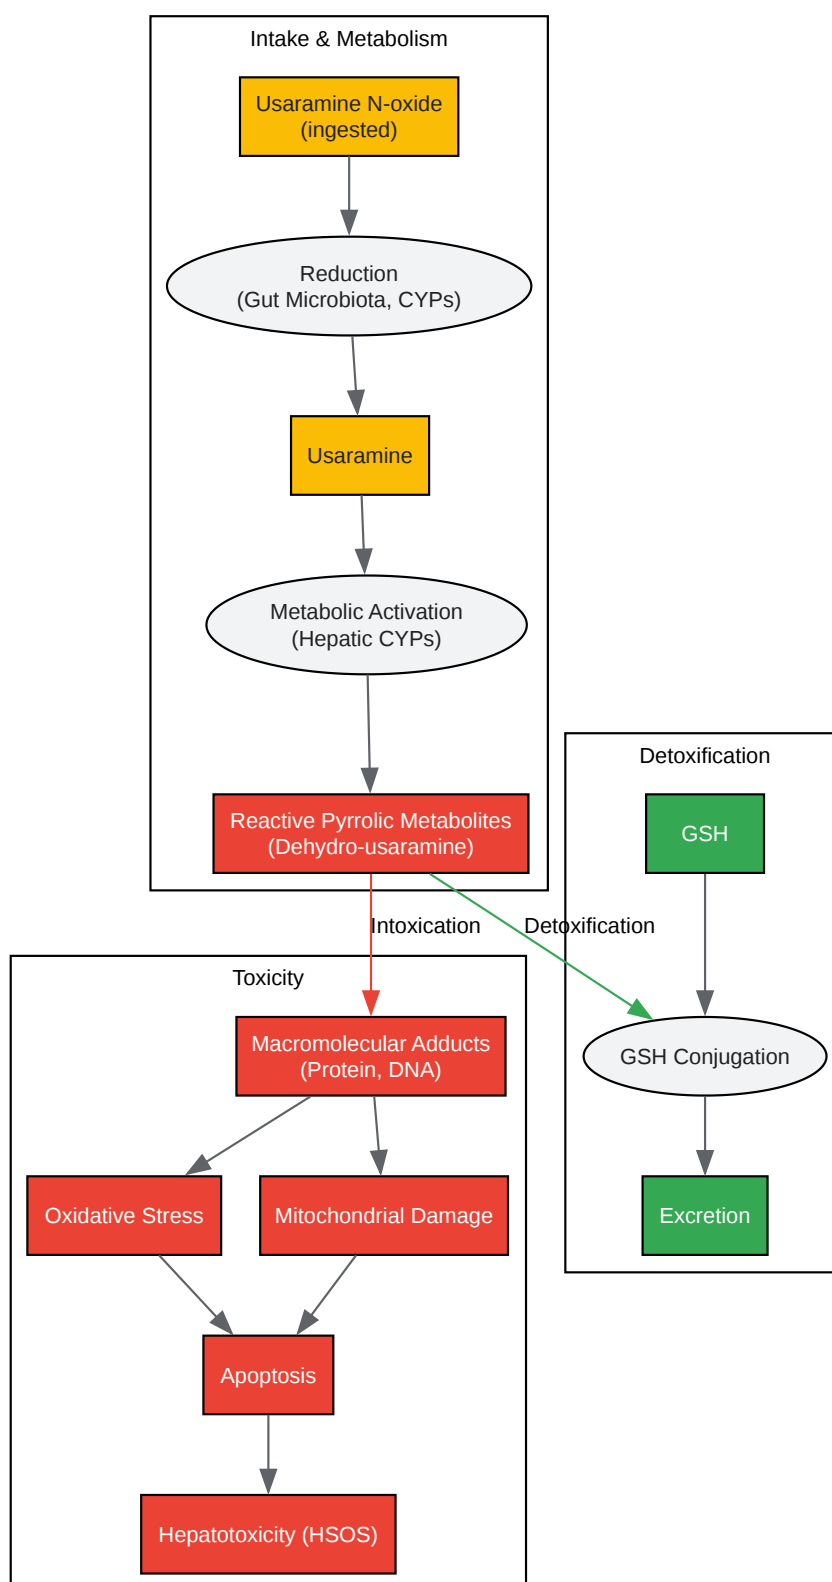 Intake & Metabolism
Usaramine N-oxide
(ingested)
Reduction
(Gut Microbiota, CYPs)
Usaramine
Metabolic Activation
(Hepatic CYPs)
Reactive Pyrrolic Metabolites
(Dehydro-usaramine)
Detoxification
GSH
Intoxication
Detoxification
Toxicity
Macromolecular Adducts
(Protein, DNA)
GSH Conjugation
Oxidative Stress
Mitochondrial Damage
Excretion
Apoptosis
Hepatotoxicity (HSOS)